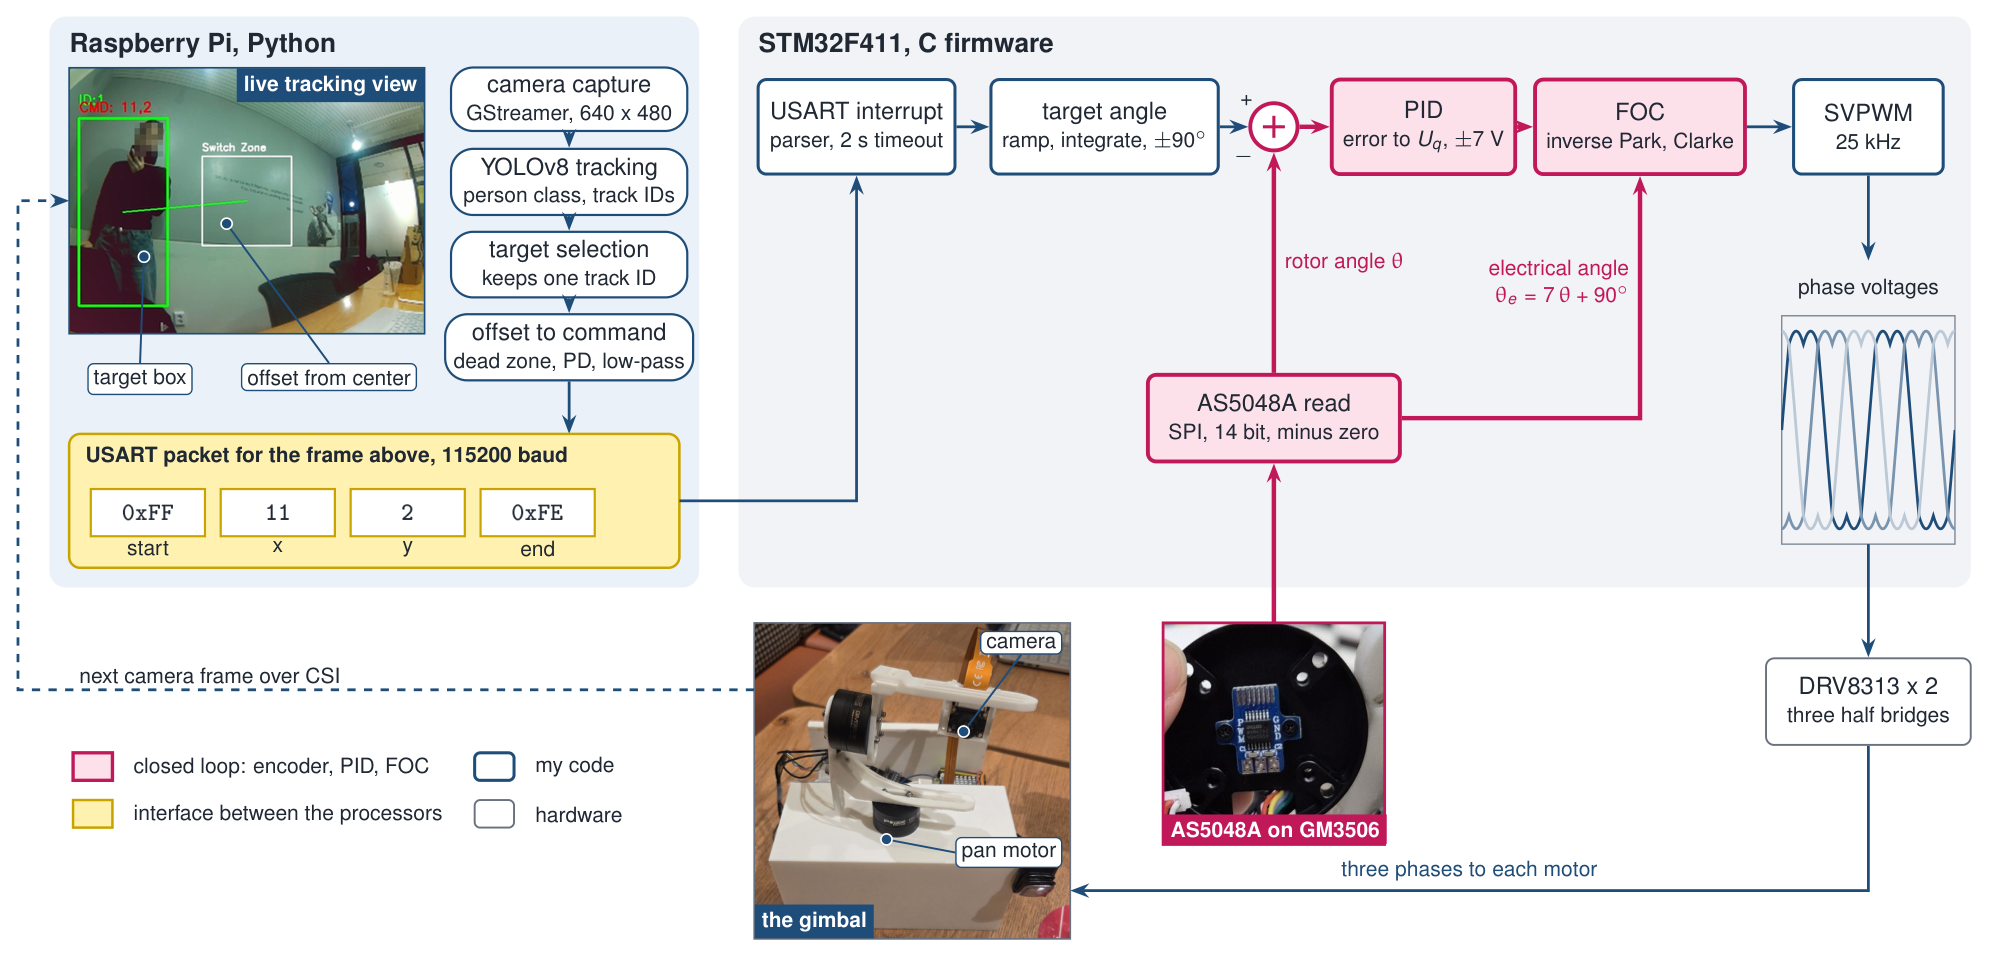 Raspberry Pi, Python
live tracking view
ID:1
CMD: 11,2
Switch Zone
target box
offset from center
camera capture
GStreamer, 640 x 480
YOLOv8 tracking
person class, track IDs
target selection
keeps one track ID
offset to command
dead zone, PD, low-pass
USART packet for the frame above, 115200 baud
0xFF
11
2
0xFE
start
x
y
end
STM32F411, C firmware
USART interrupt
parser, 2 s timeout
target angle
ramp, integrate, ±90°
+
−
PID
error to U_q, ±7 V
FOC
inverse Park, Clarke
SVPWM
25 kHz
rotor angle θ
electrical angle
θ_e = 7 θ + 90°
phase voltages
AS5048A read
SPI, 14 bit, minus zero
next camera frame over CSI
closed loop: encoder, PID, FOC
my code
interface between the processors
hardware
camera
pan motor
the gimbal
AS5048A on GM3506
DRV8313 x 2
three half bridges
three phases to each motor